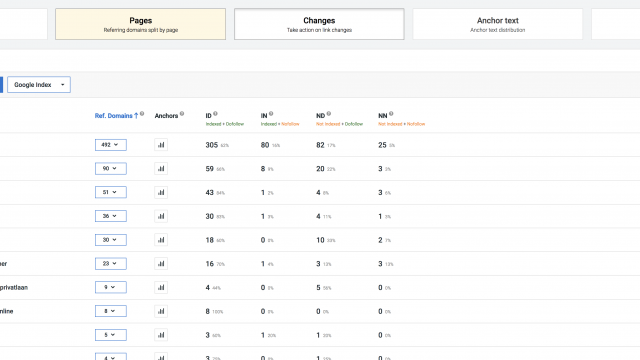 Pages
Referring domains split by page
Changes
Take action on link changes
Anchor text
Anchor text distribution
Google Index
Ref. Domains ↑ Anchors ID IN ND NN
Indexed + Dofollow Indexed + Nofollow Not indexed + Dofollow Not indexed + Nofollow
492 305 62% 80 16% 82 17% 25 5%
90 59 66% 8 9% 20 22% 3 2%
51 43 84% 1 2% 4 8% 3 6%
36 30 83% 1 3% 4 11% 1 3%
30 18 60% 0 0% 10 33% 2 7%
ner 23 16 70% 1 4% 3 13% 3 13%
privatlaan 9 4 44% 0 0% 5 56% 0 0%
nline 8 8 100% 0 0% 0 0% 0 0%
5 3 60% 1 20% 1 20% 0 0%
4 3 75% 0 0% 1 0 0%